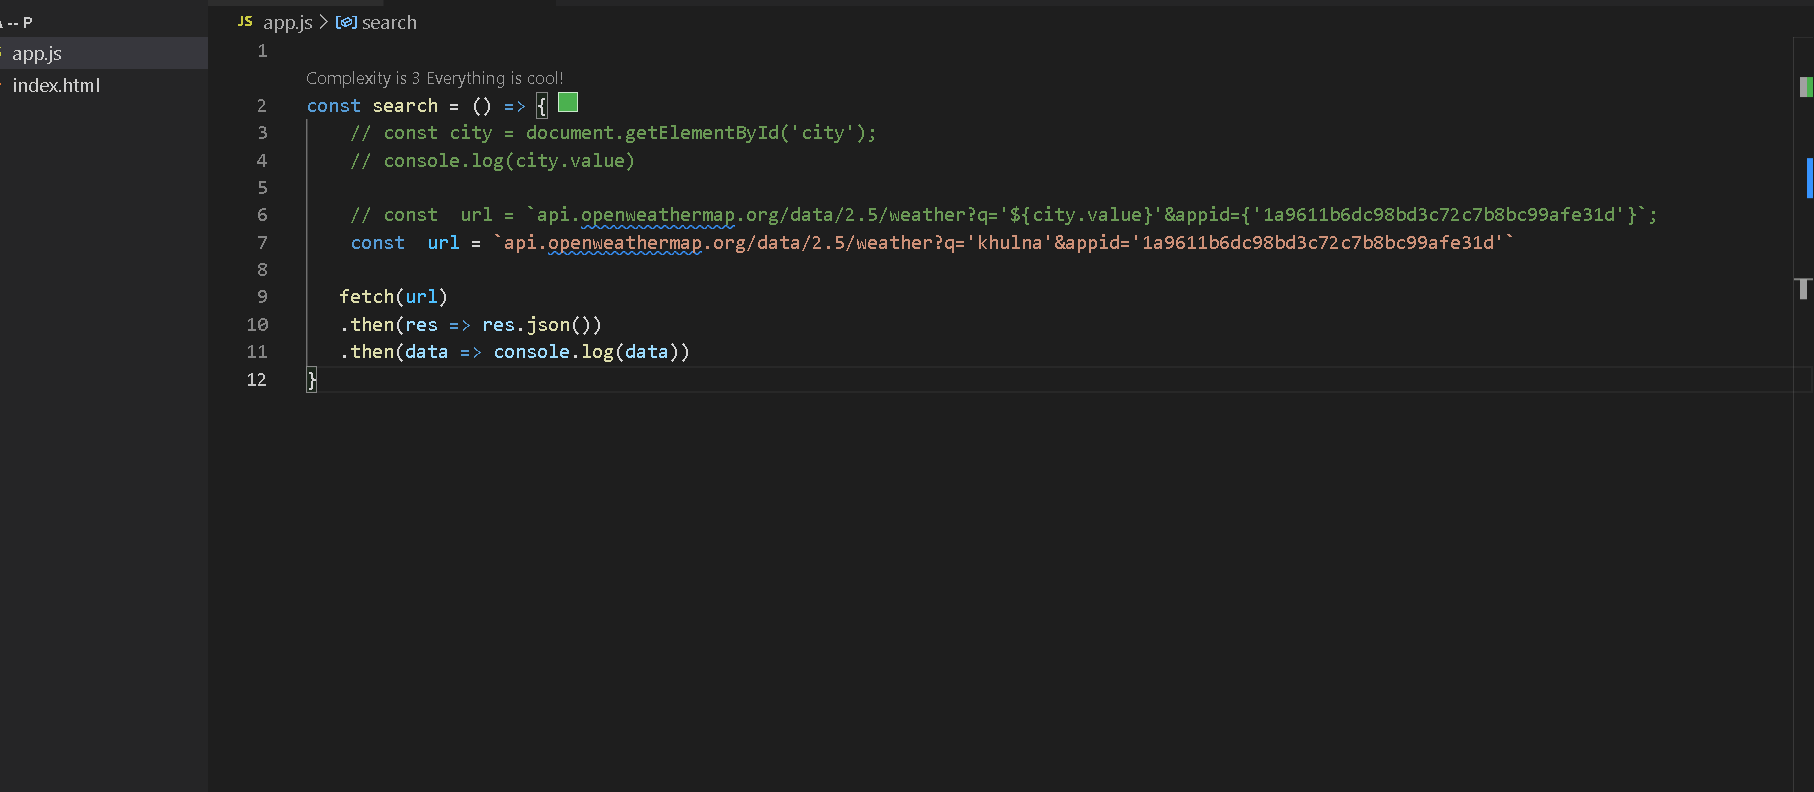 -- P
app.js
index.html
JS app.js > search
1
Complexity is 3 Everything is cool!
2 const search = () => {
3 // const city = document.getElementById('city');
4 // console.log(city.value)
5
6 // const  url = `api.openweathermap.org/data/2.5/weather?q='${city.value}'&appid={'1a9611b6dc98bd3c72c7b8bc99afe31d'}`;
7 const  url = `api.openweathermap.org/data/2.5/weather?q='khulna'&appid='1a9611b6dc98bd3c72c7b8bc99afe31d'`
8
9 fetch(url)
10 .then(res => res.json())
11 .then(data => console.log(data))
12 }